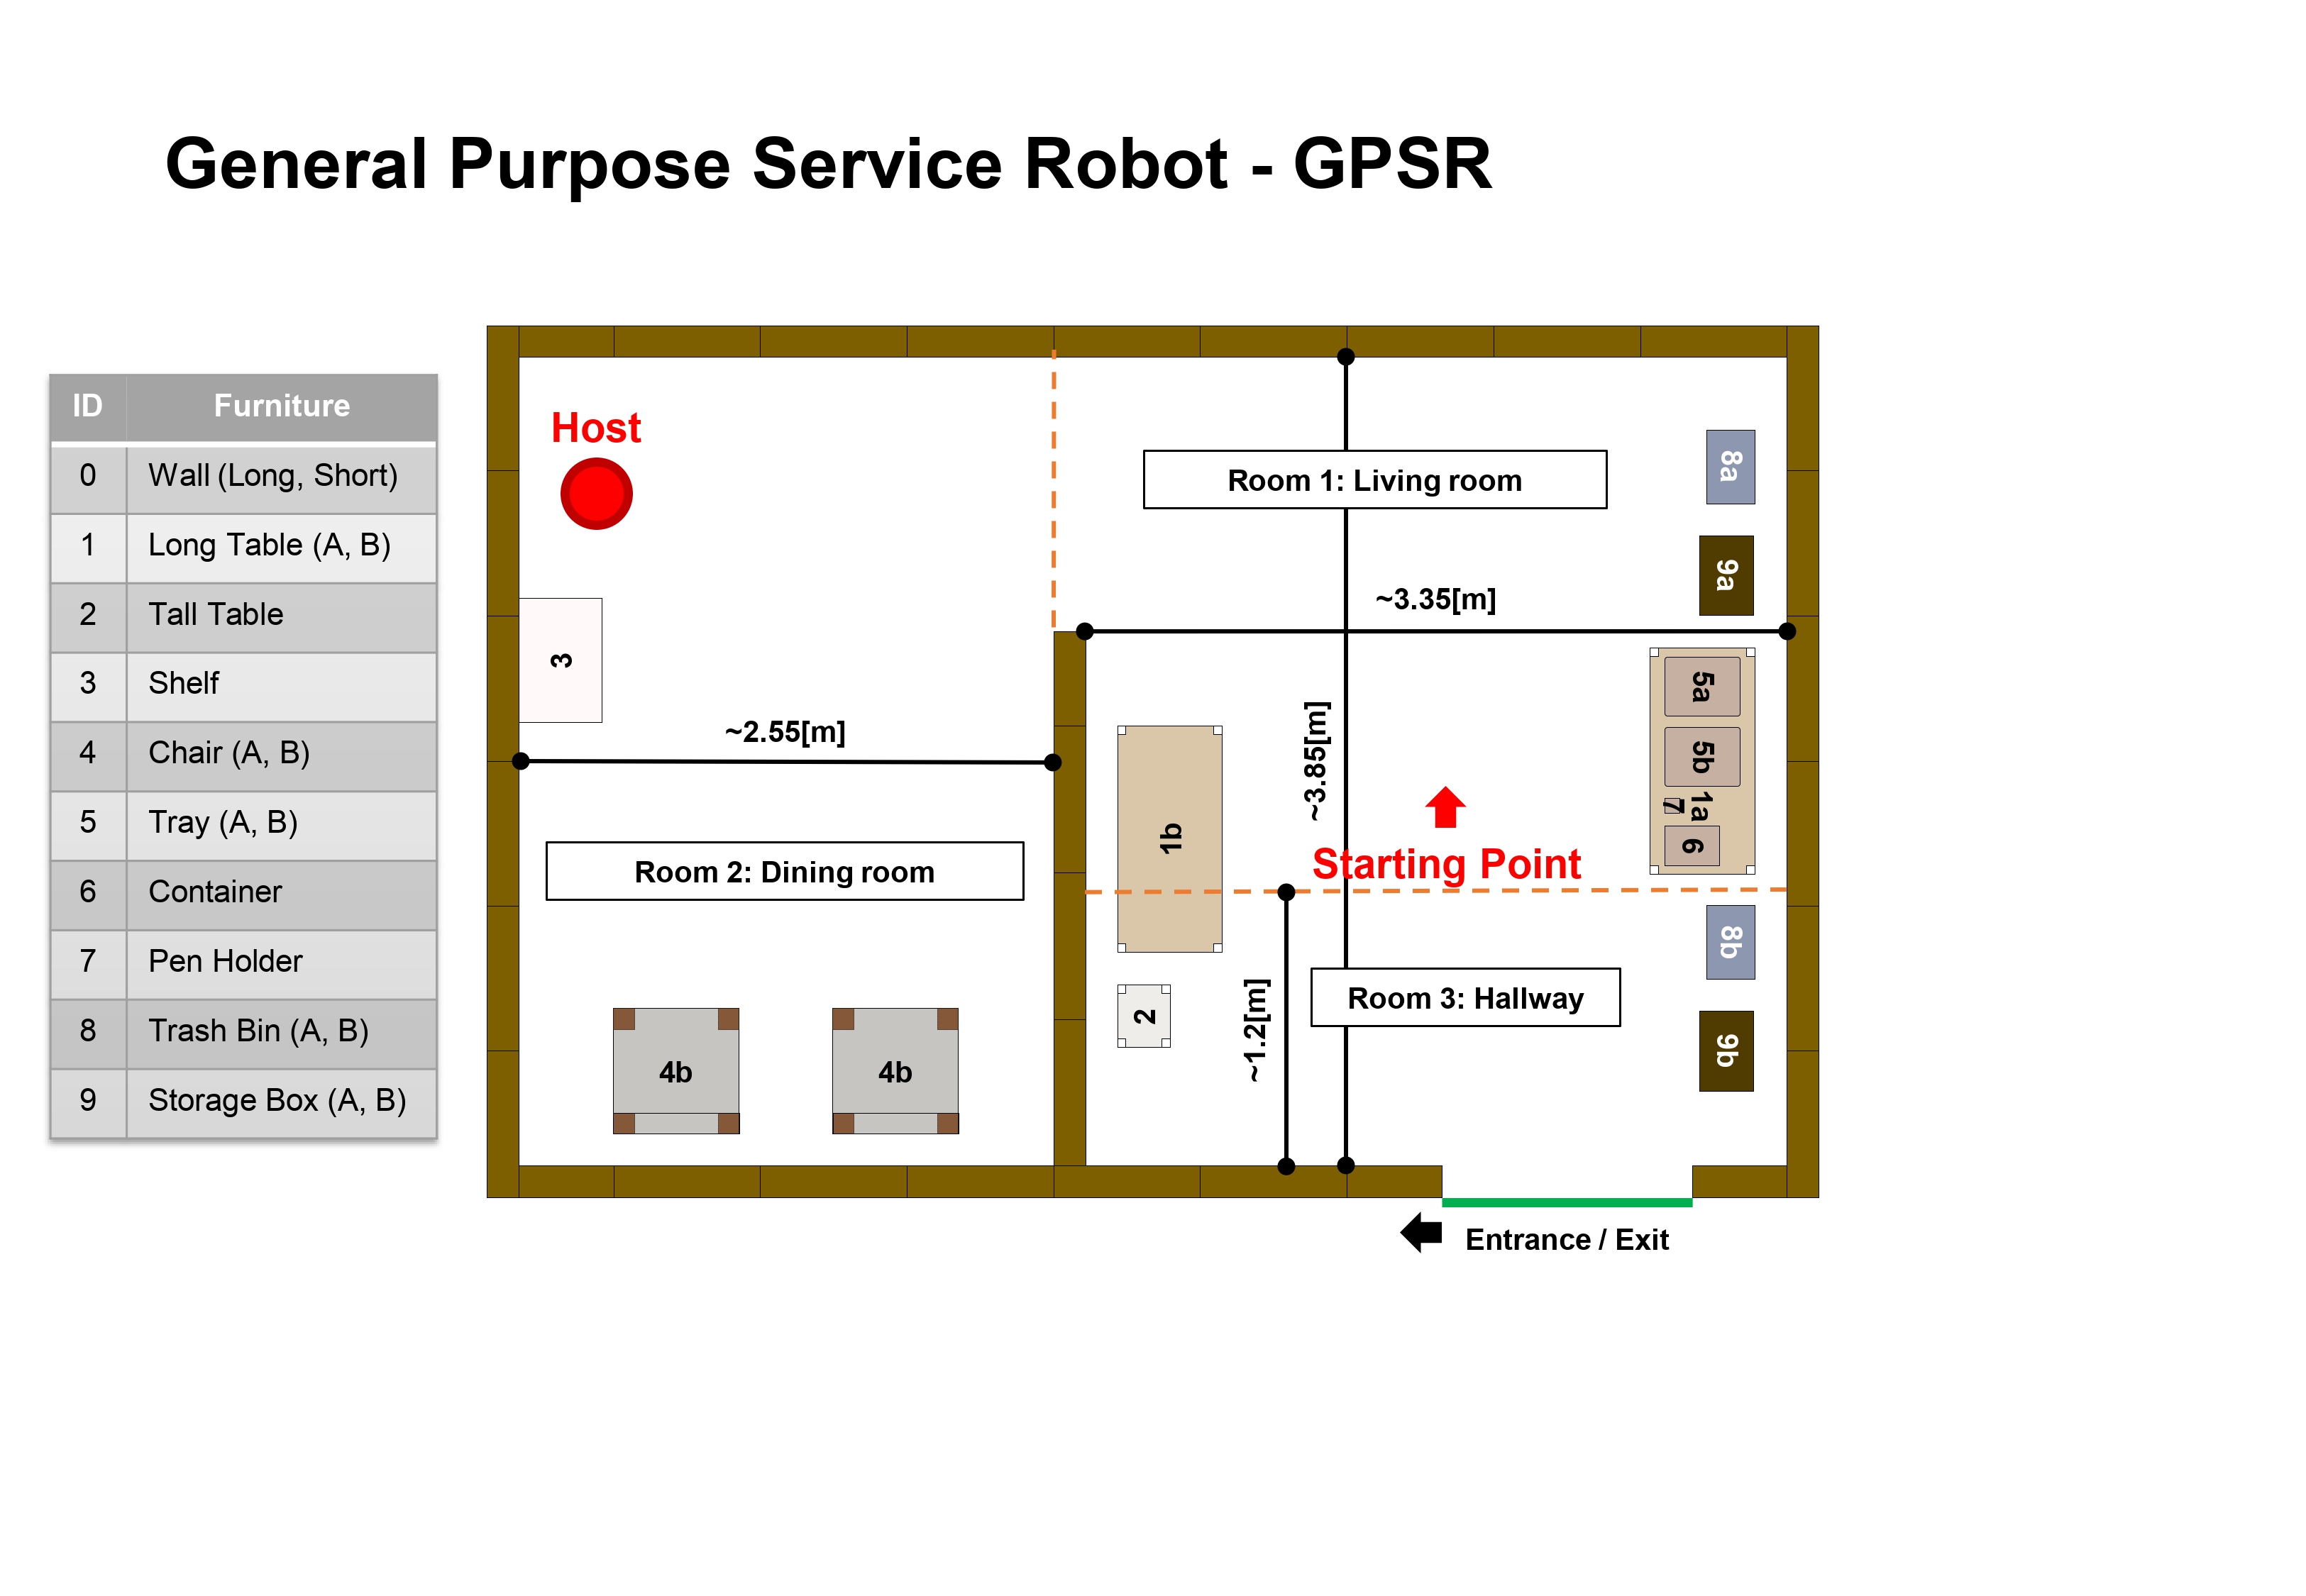 General Purpose Service Robot - GPSR
ID Furniture
0 Wall (Long, Short)
1 Long Table (A, B)
2 Tall Table
3 Shelf
4 Chair (A, B)
5 Tray (A, B)
6 Container
7 Pen Holder
8 Trash Bin (A, B)
9 Storage Box (A, B)
Host
3
~2.55[m]
Room 2: Dining room
4b
4b
Room 1: Living room
8a
9a
~3.35[m]
~3.85[m]
5a
5b
7
1a
6
1b
Starting Point
2
~1.2[m]
Room 3: Hallway
8b
9b
Entrance / Exit